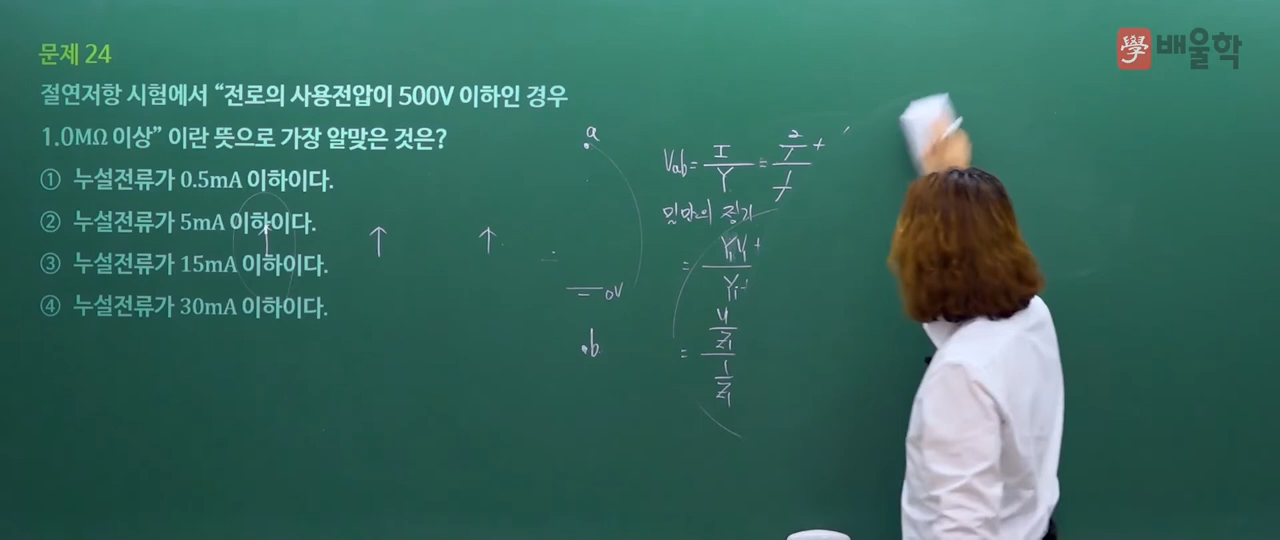 學 배울학
문제 24
절연저항 시험에서 “전로의 사용전압이 500V 이하인 경우
1.0MΩ 이상” 이란 뜻으로 가장 알맞은 것은?
① 누설전류가 0.5mA 이하이다.
② 누설전류가 5mA 이하이다.
③ 누설전류가 15mA 이하이다.
④ 누설전류가 30mA 이하이다.
a
0V
b
Vab = I/Y =
밀만의 정리